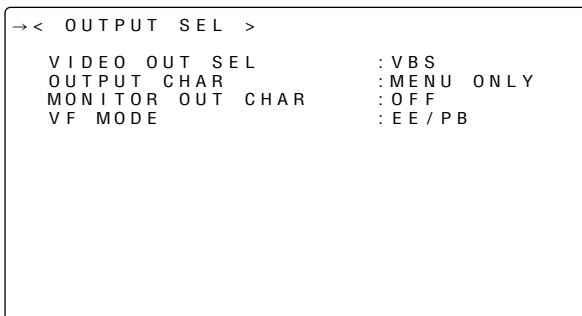 →< OUTPUT SEL >
VIDEO OUT SEL :VBS
OUTPUT CHAR :MENU ONLY
MONITOR OUT CHAR :OFF
VF MODE :EE/PB